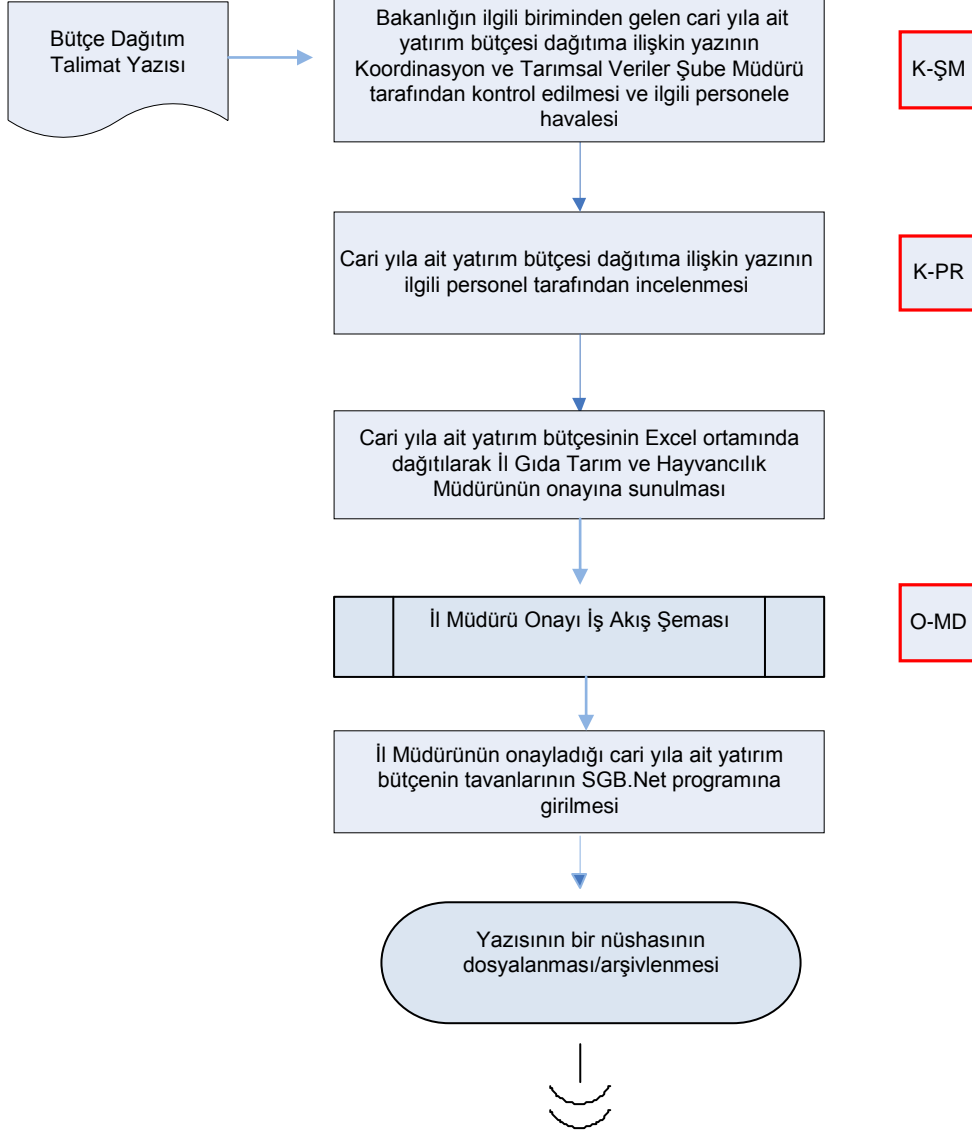 Bütçe Dağıtım
Talimat Yazısı
Bakanlığın ilgili biriminden gelen cari yıla ait
yatırım bütçesi dağıtıma ilişkin yazının
Koordinasyon ve Tarımsal Veriler Şube Müdürü
tarafından kontrol edilmesi ve ilgili personele
havalesi
K-ŞM
Cari yıla ait yatırım bütçesi dağıtıma ilişkin yazının
ilgili personel tarafından incelenmesi
K-PR
Cari yıla ait yatırım bütçesinin Excel ortamında
dağıtılarak İl Gıda Tarım ve Hayvancılık
Müdürünün onayına sunulması
İl Müdürü Onayı İş Akış Şeması
O-MD
İl Müdürünün onayladığı cari yıla ait yatırım
bütçenin tavanlarının SGB.Net programına
girilmesi
Yazısının bir nüshasının
dosyalanması/arşivlenmesi